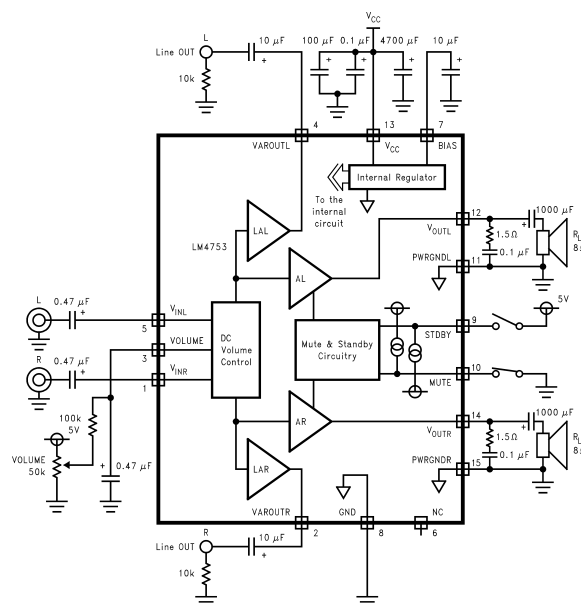 V_CC
L
10 μF
100 μF
0.1 μF
4700 μF
10 μF
Line OUT
10k
4
13
7
VAROUTL
V_CC
BIAS
Internal Regulator
To the
internal
circuit
LAL
LM4753
12
1000 μF
V_OUTL
1.5Ω
R_L
0.1 μF
PWRGNDL
11
AL
L
0.47 μF
5
V_INL
VOLUME
3
DC
Volume
Control
Mute & Standby
Circuitry
9
STDBY
5V
R
0.47 μF
V_INR
1
10
MUTE
100k
5V
VOLUME
50k
0.47 μF
AR
14
1000 μF
V_OUTR
1.5Ω
R_L
0.1 μF
PWRGNDR
15
LAR
VAROUTR
GND
NC
2
8
6
R
10 μF
Line OUT
10k